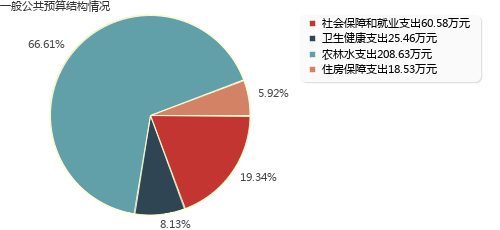 一般公共预算结构情况
社会保障和就业支出60.58万元
卫生健康支出25.46万元
农林水支出208.63万元
住房保障支出18.53万元
66.61%
5.92%
19.34%
8.13%